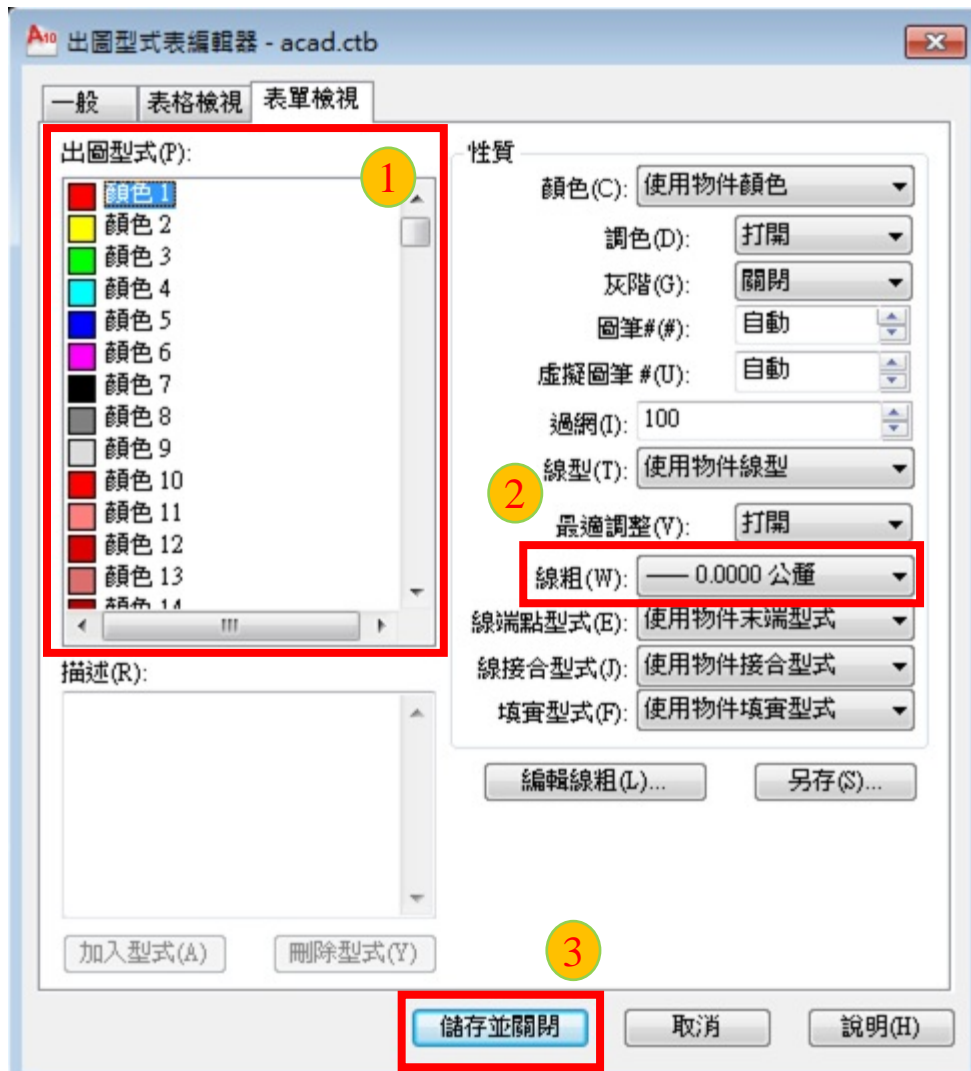 出圖型式表編輯器 - acad.ctb
一般 表格檢視 表單檢視
出圖型式(P):
1
顏色 1
顏色 2
顏色 3
顏色 4
顏色 5
顏色 6
顏色 7
顏色 8
顏色 9
顏色 10
顏色 11
顏色 12
顏色 13
顏色 14
描述(R):
加入型式(A) 刪除型式(Y)
性質
顏色(C): 使用物件顏色
調色(D): 打開
灰階(G): 關閉
圖筆#(#): 自動
虛擬圖筆 #(U): 自動
過網(I): 100
線型(T): 使用物件線型
2
最適調整(V): 打開
線粗(W): 0.0000 公釐
線端點型式(E): 使用物件末端型式
線接合型式(J): 使用物件接合型式
填實型式(F): 使用物件填實型式
編輯線粗(L)... 另存(S)...
3
儲存並關閉 取消 說明(H)